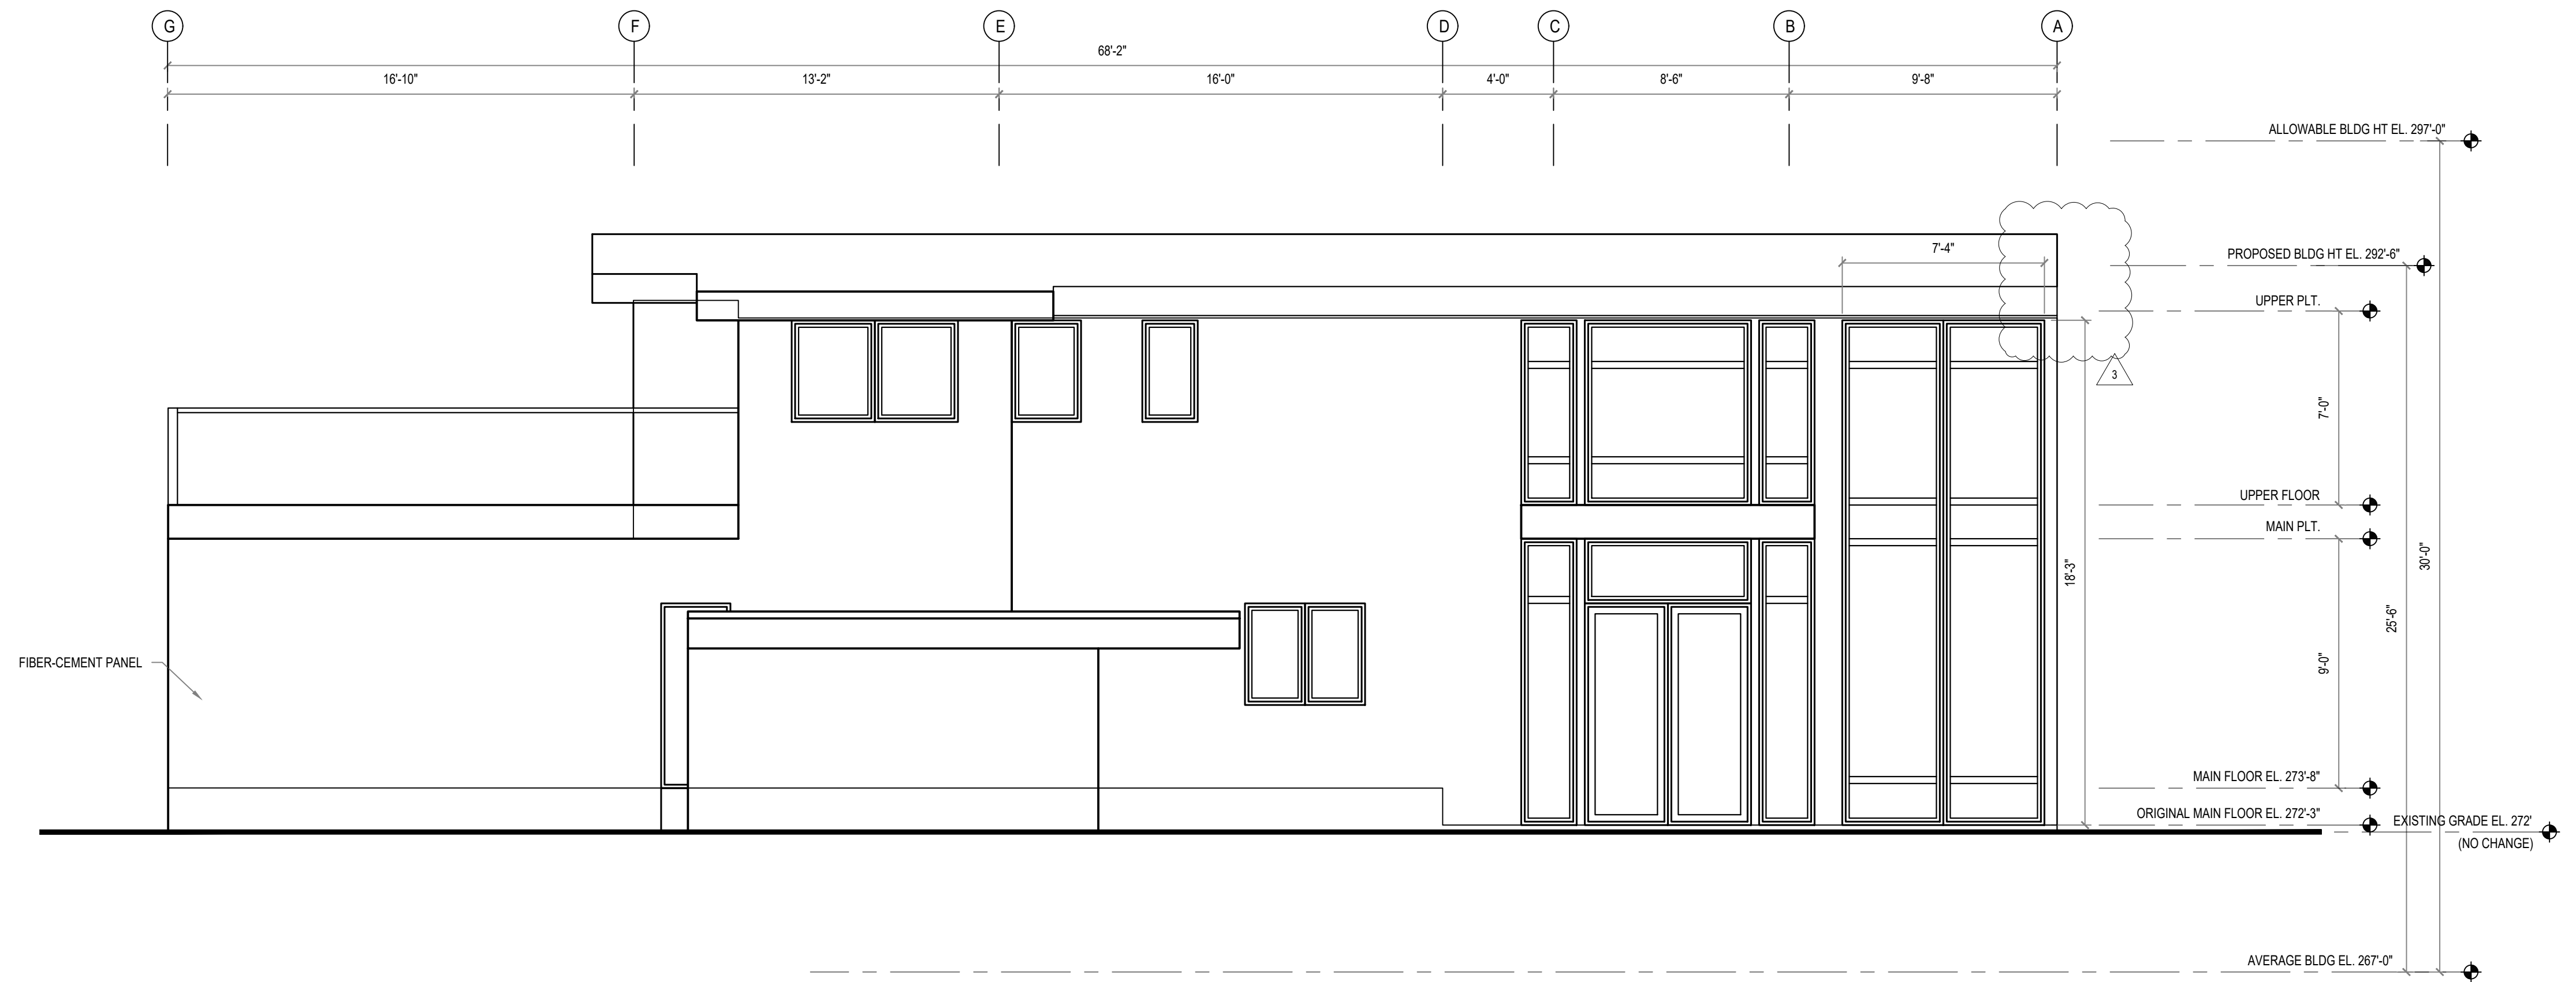 G F E D C B A
68'-2"
16'-10" 13'-2" 16'-0" 4'-0" 8'-6" 9'-8"
ALLOWABLE BLDG HT EL. 297'-0"
7'-4"
PROPOSED BLDG HT EL. 292'-6"
UPPER PLT.
3
7'-0"
UPPER FLOOR
MAIN PLT.
18'-3"
30'-0"
25'-6"
9'-0"
FIBER-CEMENT PANEL
MAIN FLOOR EL. 273'-8"
ORIGINAL MAIN FLOOR EL. 272'-3"
EXISTING GRADE EL. 272'
(NO CHANGE)
AVERAGE BLDG EL. 267'-0"